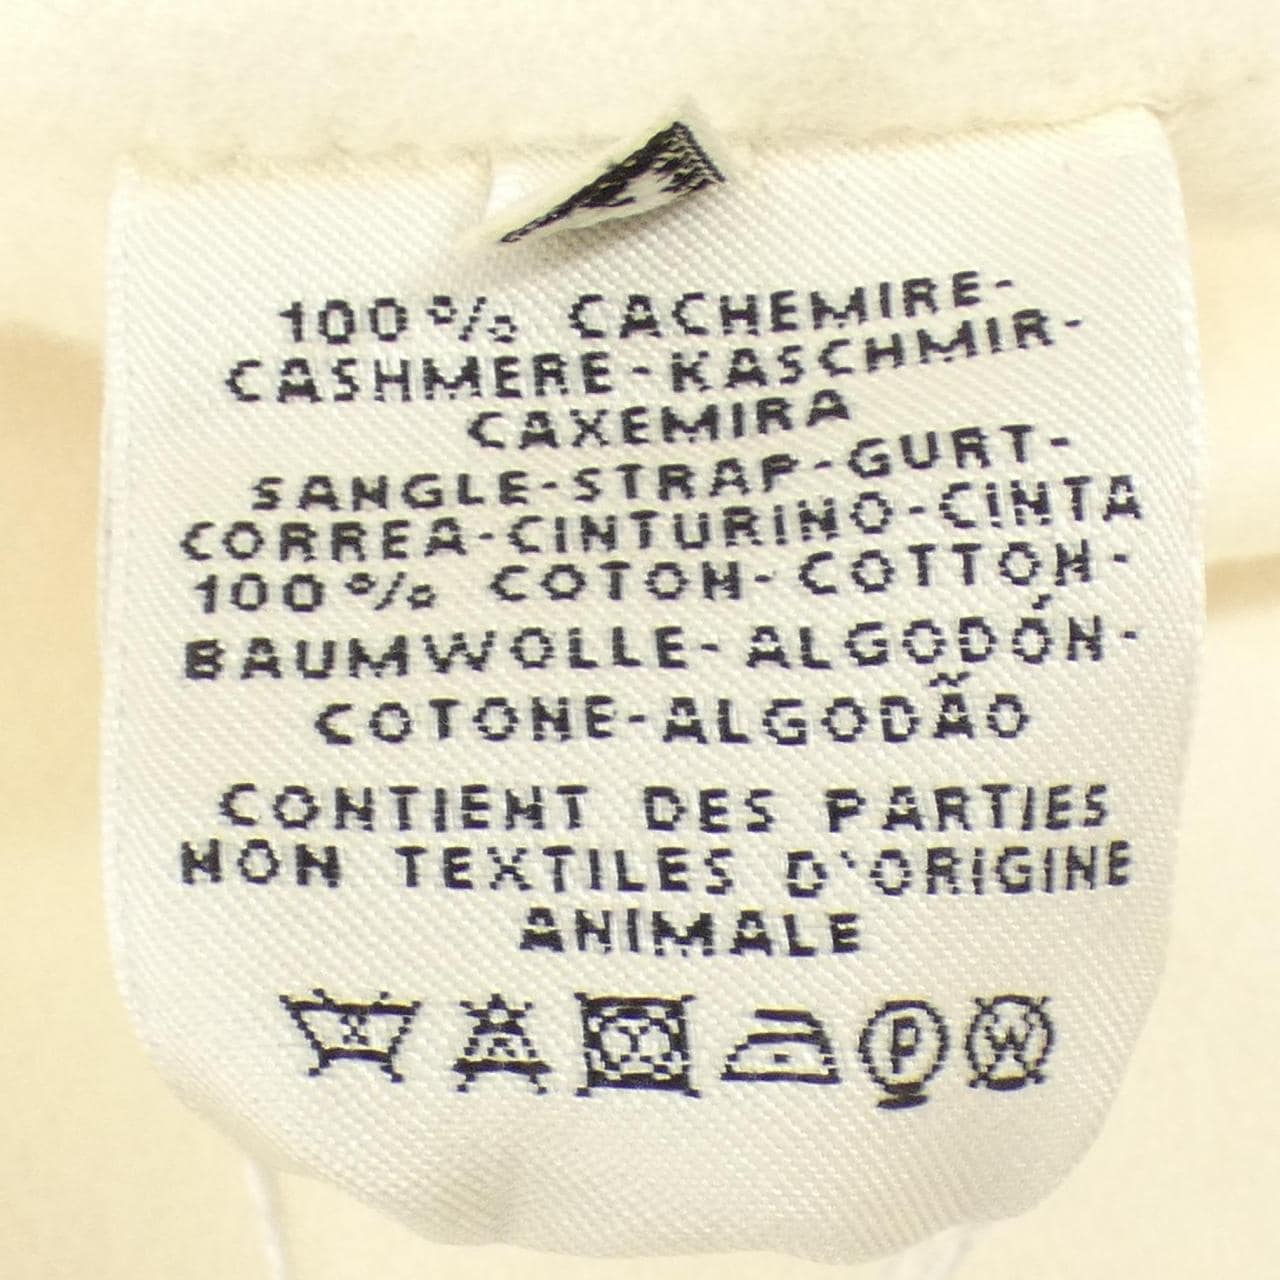 100% CACHEMIRE-
CASHMERE-KASCHMIR-
CAXEMIRA
SANGLE-STRAP-GURT-
CORREA-CINTURINO-CINTA
100% COTON-COTTON-
BAUMWOLLE-ALGODÓN-
COTONE-ALGODÃO
CONTIENT DES PARTIES
NON TEXTILES D'ORIGINE
ANIMALE
P W